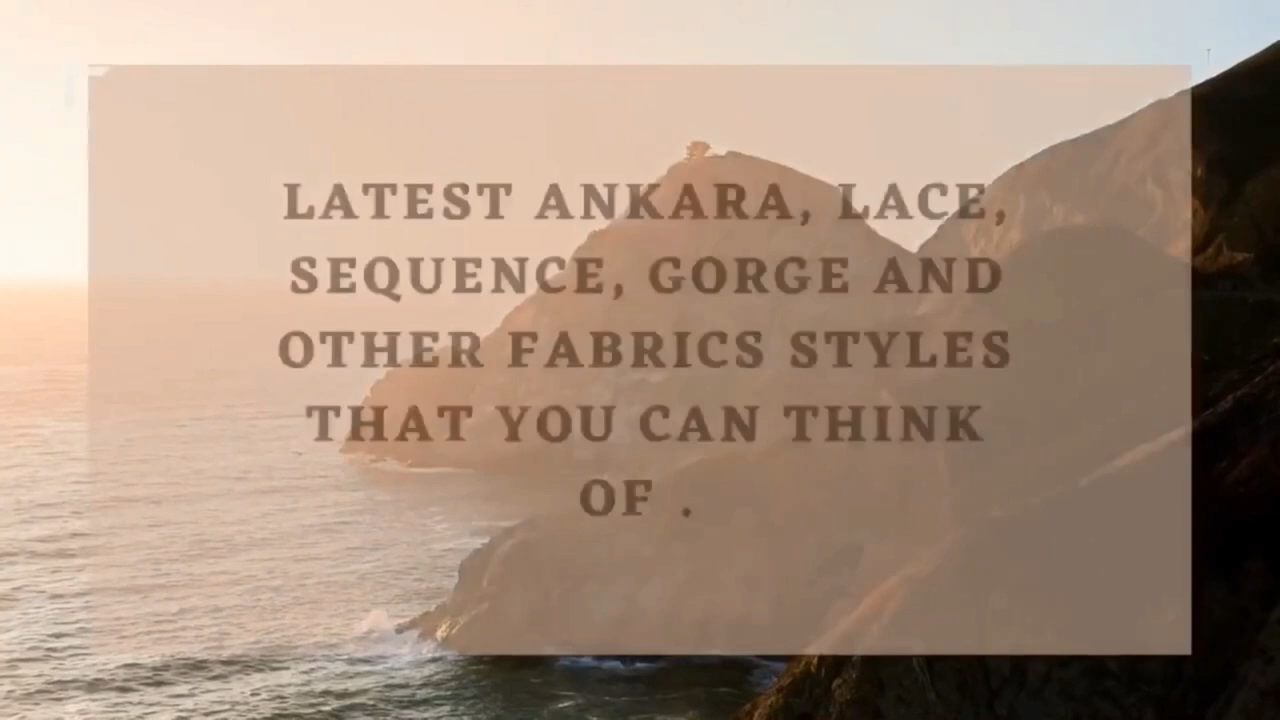 LATEST ANKARA, LACE,
SEQUENCE, GORGE AND
OTHER FABRICS STYLES
THAT YOU CAN THINK
OF .